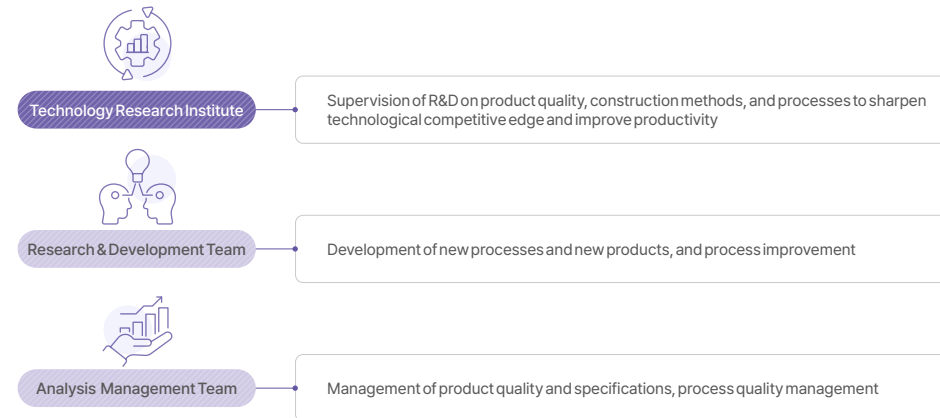 Technology Research Institute
Supervision of R&D on product quality, construction methods, and processes to sharpen
technological competitive edge and improve productivity
Research & Development Team
Development of new processes and new products, and process improvement
Analysis Management Team
Management of product quality and specifications, process quality management